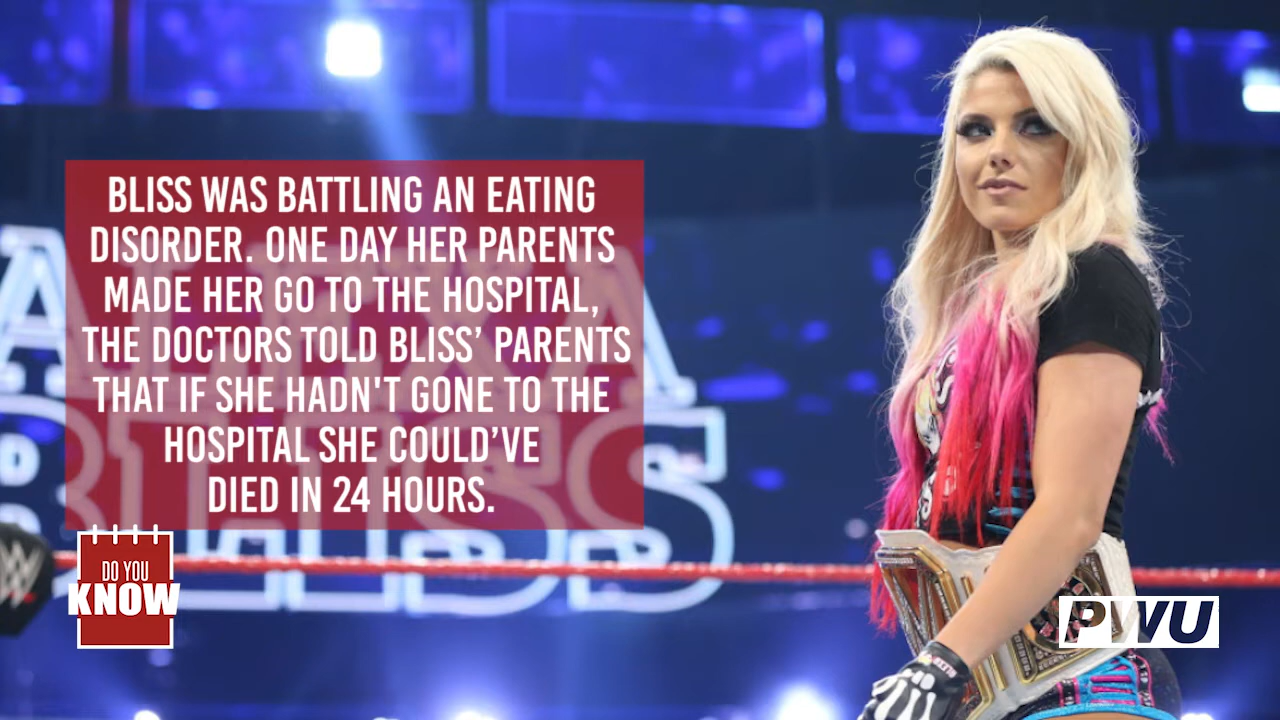 BLISS WAS BATTLING AN EATING
DISORDER. ONE DAY HER PARENTS
MADE HER GO TO THE HOSPITAL,
THE DOCTORS TOLD BLISS’ PARENTS
THAT IF SHE HADN'T GONE TO THE
HOSPITAL SHE COULD’VE
DIED IN 24 HOURS.
DO YOU
KNOW
PWU
ALEXA
BLISS